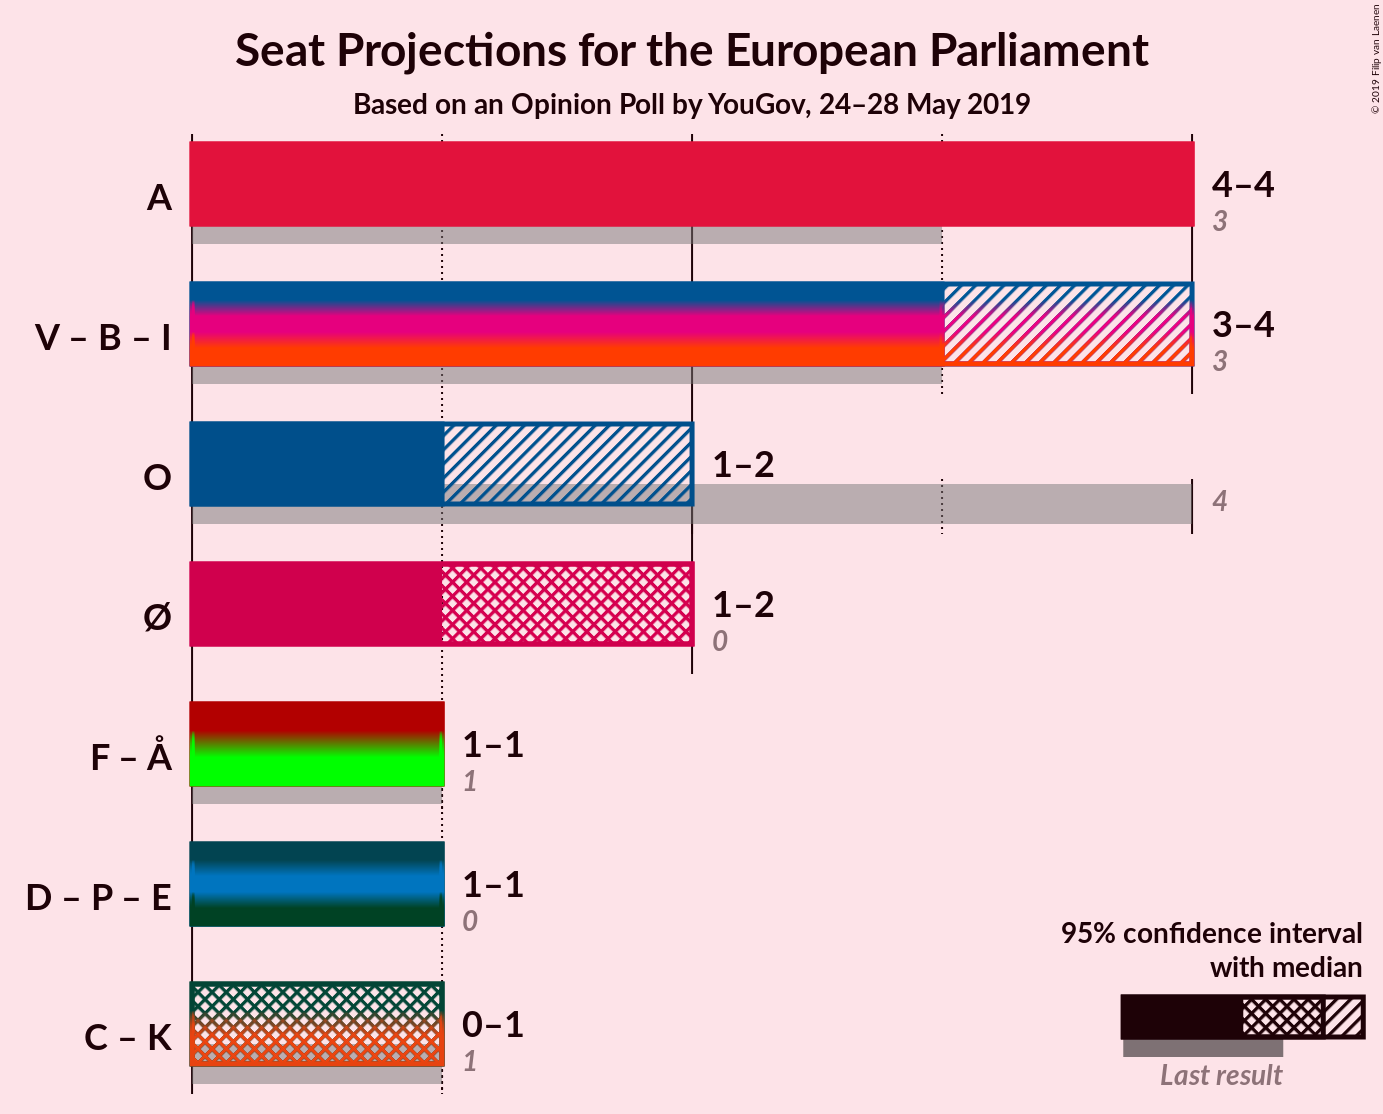 Seat Projections for the European Parliament
Based on an Opinion Poll by YouGov, 24–28 May 2019
© 2019 Filip van Laenen
A
4–4
3
V – B – I
3–4
3
O
1–2
4
Ø
1–2
0
F – Å
1–1
1
D – P – E
1–1
0
C – K
0–1
1
95% confidence interval
with median
Last result